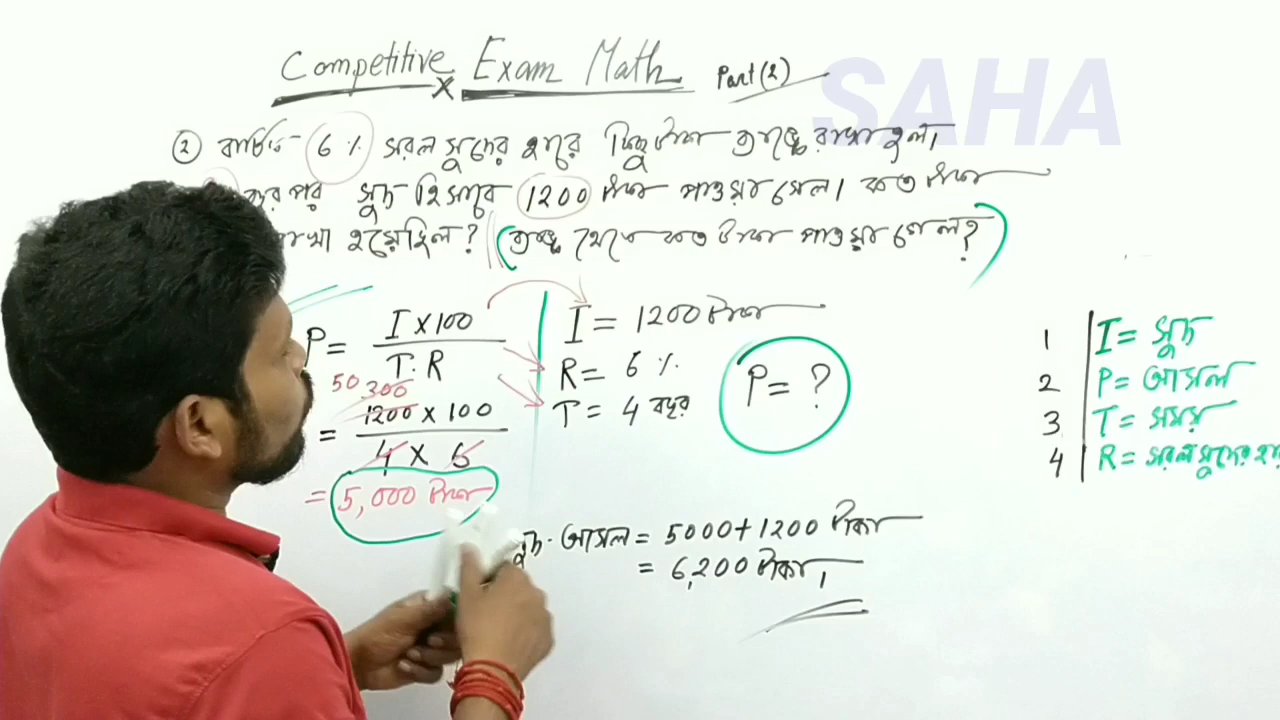 Competitive Exam Math Part (2)
SAHA
② বার্ষিক 6 % সরল সুদের হারে কিছু টাকা ব্যাঙ্কে রাখা হল।
পর সুদ হিসাবে 1200 টাকা পাওয়া গেল। কত টাকা
রাখা হয়েছিল? (ব্যাঙ্ক থেকে কত টাকা পাওয়া গেল?)
P = I × 100 / T. R
I = 1200 টাকা
R = 6 %.
T = 4 বছর
P = ?
50 300
= 1200 × 100 / 4 × 6
= 5,000 টাকা
1 I = সুদ
2 P = আসল
3 T = সময়
4 R = সরল সুদের হার
সুদ-আসল = 5000 + 1200 টাকা
= 6,200 টাকা।